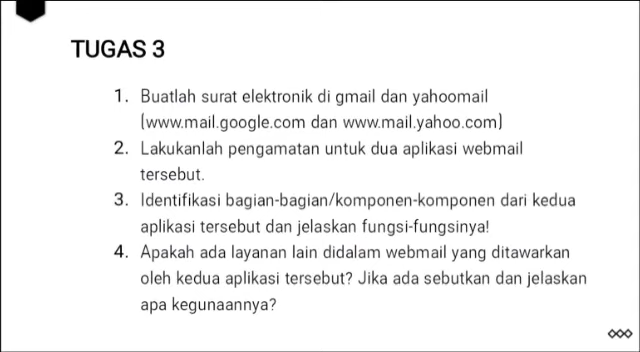 TUGAS 3
1. Buatlah surat elektronik di gmail dan yahoomail
(www.mail.google.com dan www.mail.yahoo.com)
2. Lakukanlah pengamatan untuk dua aplikasi webmail
tersebut.
3. Identifikasi bagian-bagian/komponen-komponen dari kedua
aplikasi tersebut dan jelaskan fungsi-fungsinya!
4. Apakah ada layanan lain didalam webmail yang ditawarkan
oleh kedua aplikasi tersebut? Jika ada sebutkan dan jelaskan
apa kegunaannya?